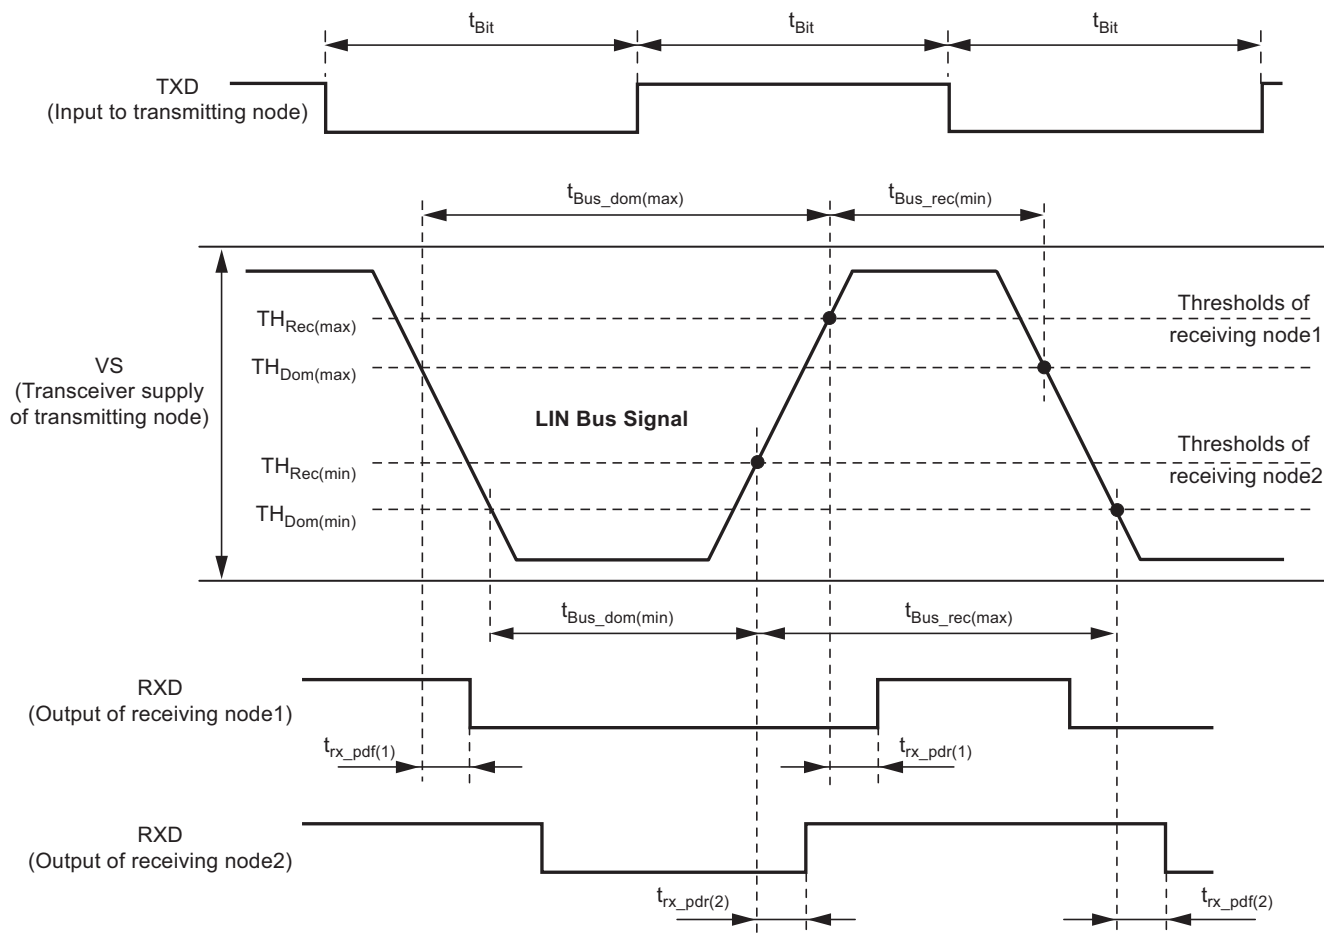 tBit tBit tBit
TXD
(Input to transmitting node)
tBus_dom(max) tBus_rec(min)
THRec(max)
Thresholds of
receiving node1
THDom(max)
VS
(Transceiver supply
of transmitting node)
LIN Bus Signal
THRec(min)
Thresholds of
receiving node2
THDom(min)
tBus_dom(min) tBus_rec(max)
RXD
(Output of receiving node1)
trx_pdf(1) trx_pdr(1)
RXD
(Output of receiving node2)
trx_pdr(2) trx_pdf(2)